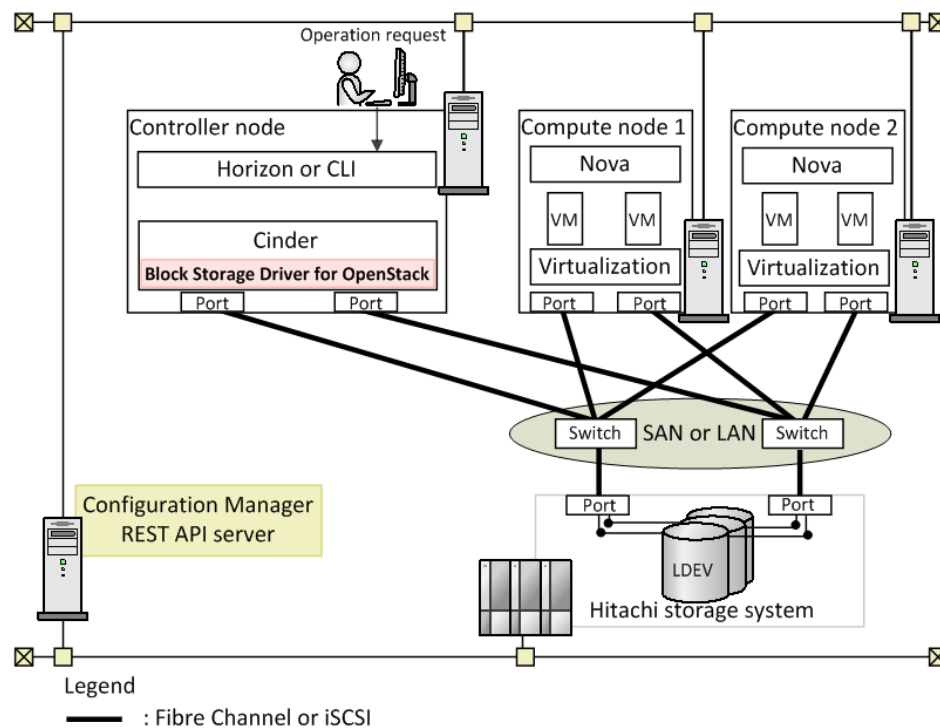 Operation request
Controller node
Horizon or CLI
Cinder
Block Storage Driver for OpenStack
Port
Port
Compute node 1
Nova
VM
VM
Virtualization
Port
Port
Compute node 2
Nova
VM
VM
Virtualization
Port
Port
Switch
SAN or LAN
Switch
Configuration Manager
REST API server
Port
Port
LDEV
Hitachi storage system
Legend
: Fibre Channel or iSCSI